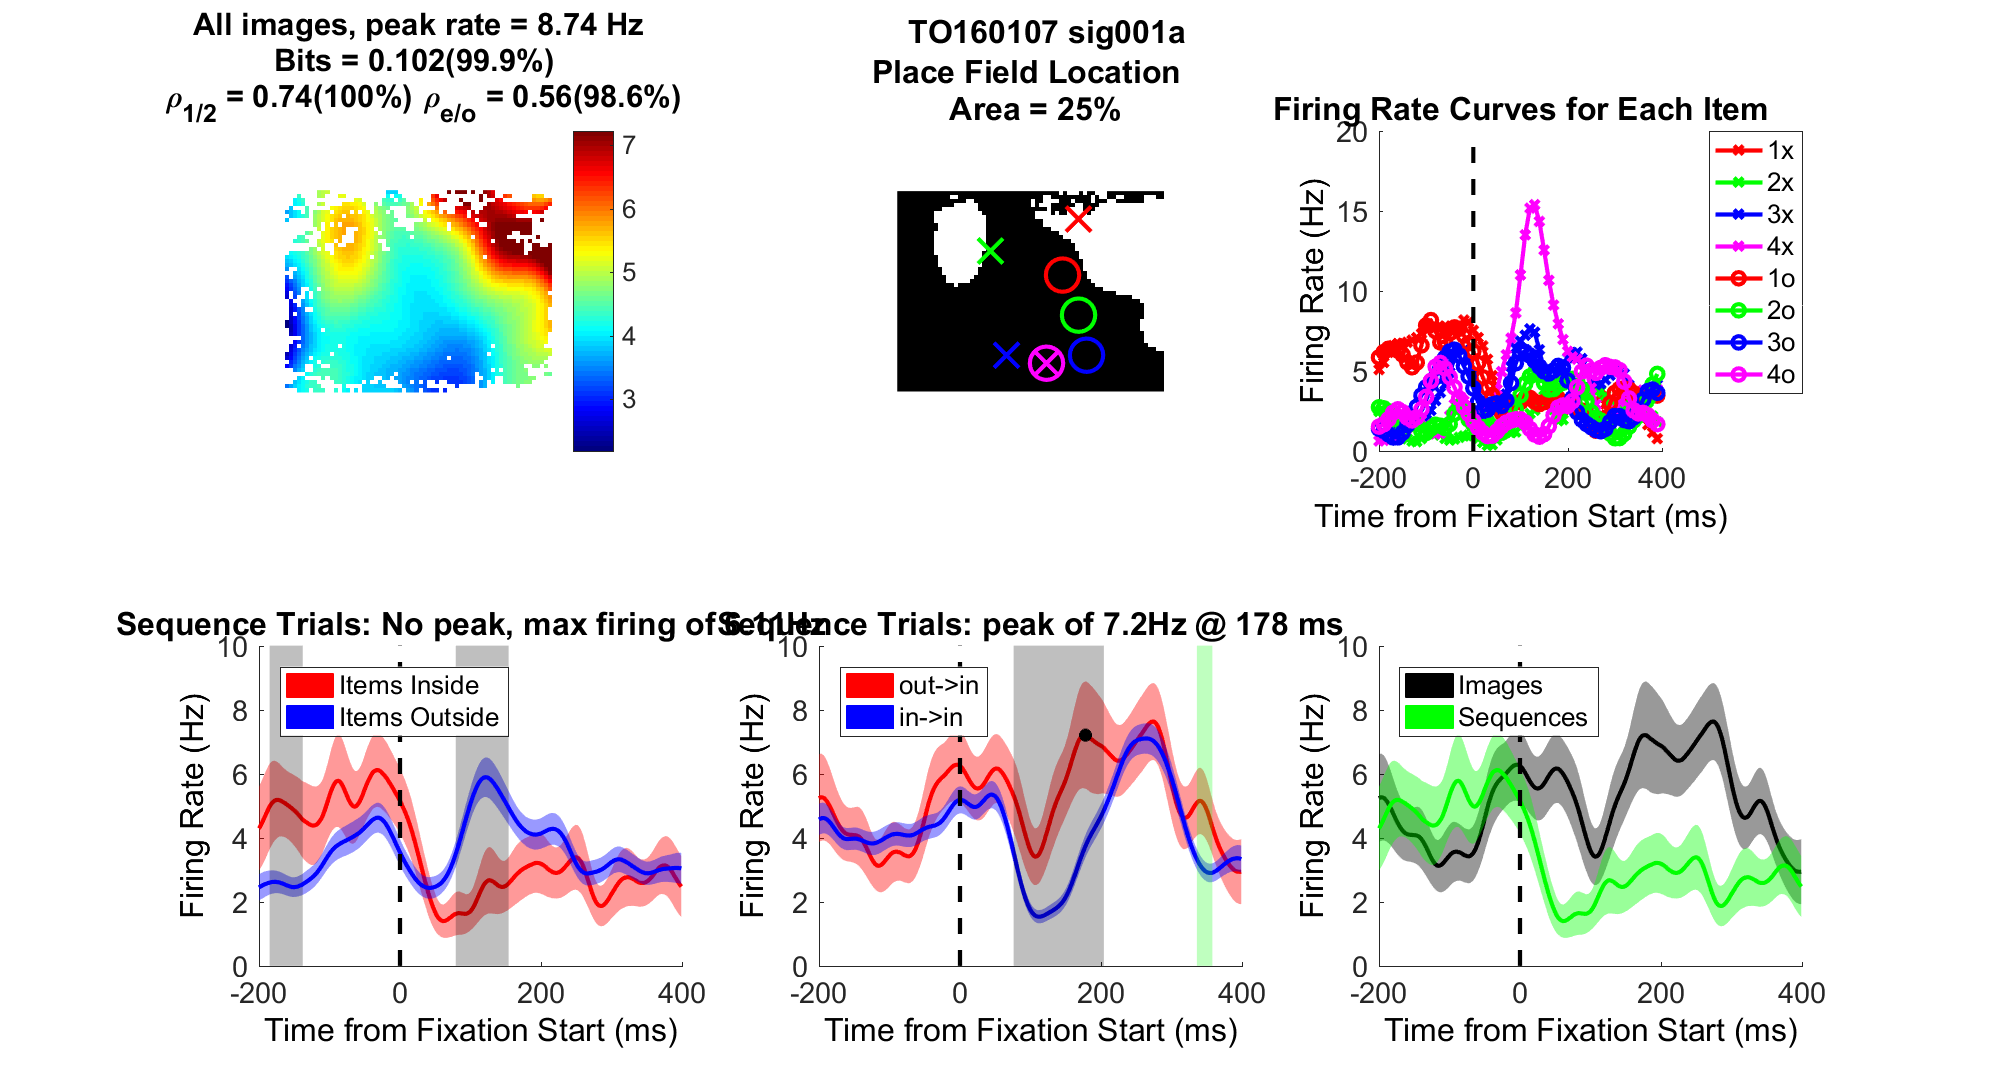 All images, peak rate = 8.74 Hz
Bits = 0.102(99.9%)
ρ1/2 = 0.74(100%) ρe/o = 0.56(98.6%)
7
6
5
4
3
TO160107 sig001a
Place Field Location
Area = 25%
Firing Rate Curves for Each Item
20
15
10
5
0
Firing Rate (Hz)
-200 0 200 400
Time from Fixation Start (ms)
1x
2x
3x
4x
1o
2o
3o
4o
Sequence Trials: No peak, max firing of 6.11Hz
10
8
6
4
2
0
Firing Rate (Hz)
Items Inside
Items Outside
-200 0 200 400
Time from Fixation Start (ms)
Sequence Trials: peak of 7.2Hz @ 178 ms
10
8
6
4
2
0
Firing Rate (Hz)
out->in
in->in
-200 0 200 400
Time from Fixation Start (ms)
10
8
6
4
2
0
Firing Rate (Hz)
Images
Sequences
-200 0 200 400
Time from Fixation Start (ms)